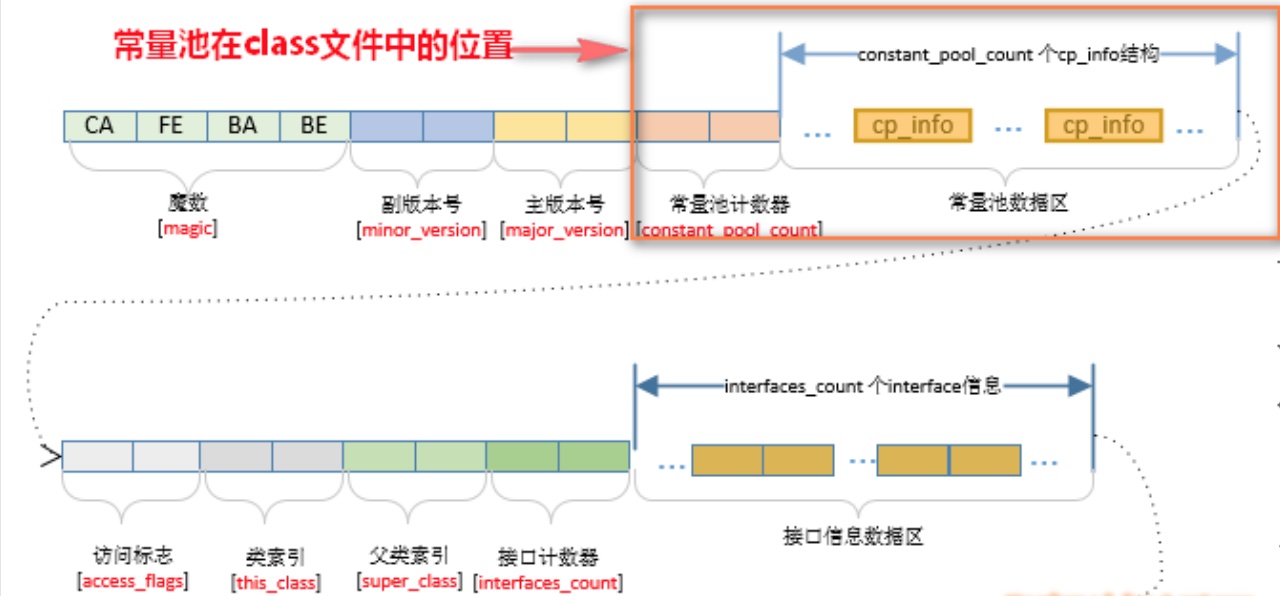 常量池在class文件中的位置
constant_pool_count 个cp_info结构
CA FE BA BE
... cp_info ... cp_info ...
魔数 副版本号 主版本号 常量池计数器 常量池数据区
[magic] [minor_version] [major_version] [constant_pool_count]
interfaces_count 个interface信息
... ... ...
访问标志 类索引 父类索引 接口计数器 接口信息数据区
[access_flags] [this_class] [super_class] [interfaces_count]